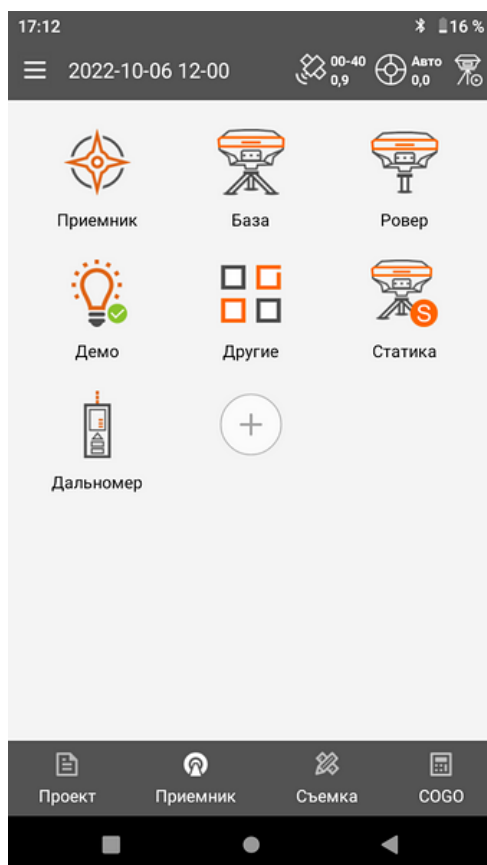 17:12
16 %
2022-10-06 12-00
00-40
0,9
Авто
0,0
Приемник
База
Ровер
Демо
Другие
Статика
S
Дальномер
Проект
Приемник
Съемка
COGO